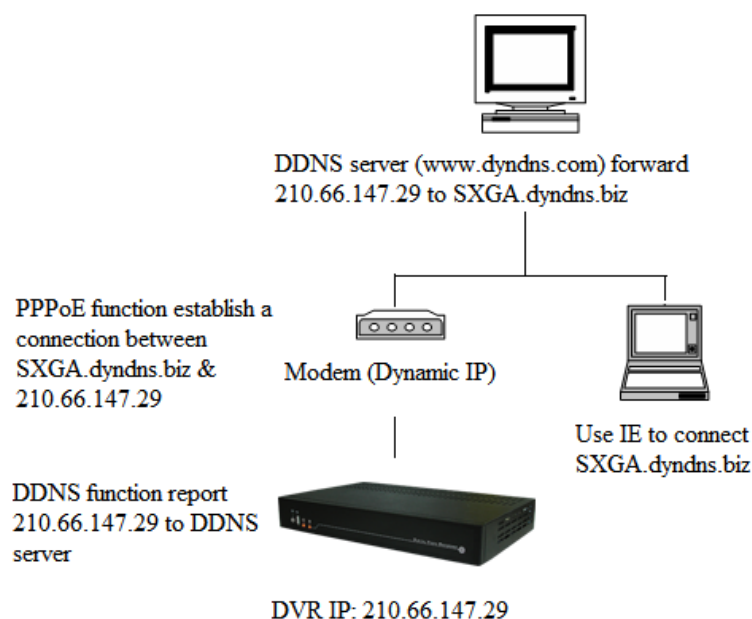 DDNS server (www.dyndns.com) forward
210.66.147.29 to SXGA.dyndns.biz
PPPoE function establish a
connection between
SXGA.dyndns.biz &
210.66.147.29
Modem (Dynamic IP)
Use IE to connect
SXGA.dyndns.biz
DDNS function report
210.66.147.29 to DDNS
server
DVR IP: 210.66.147.29